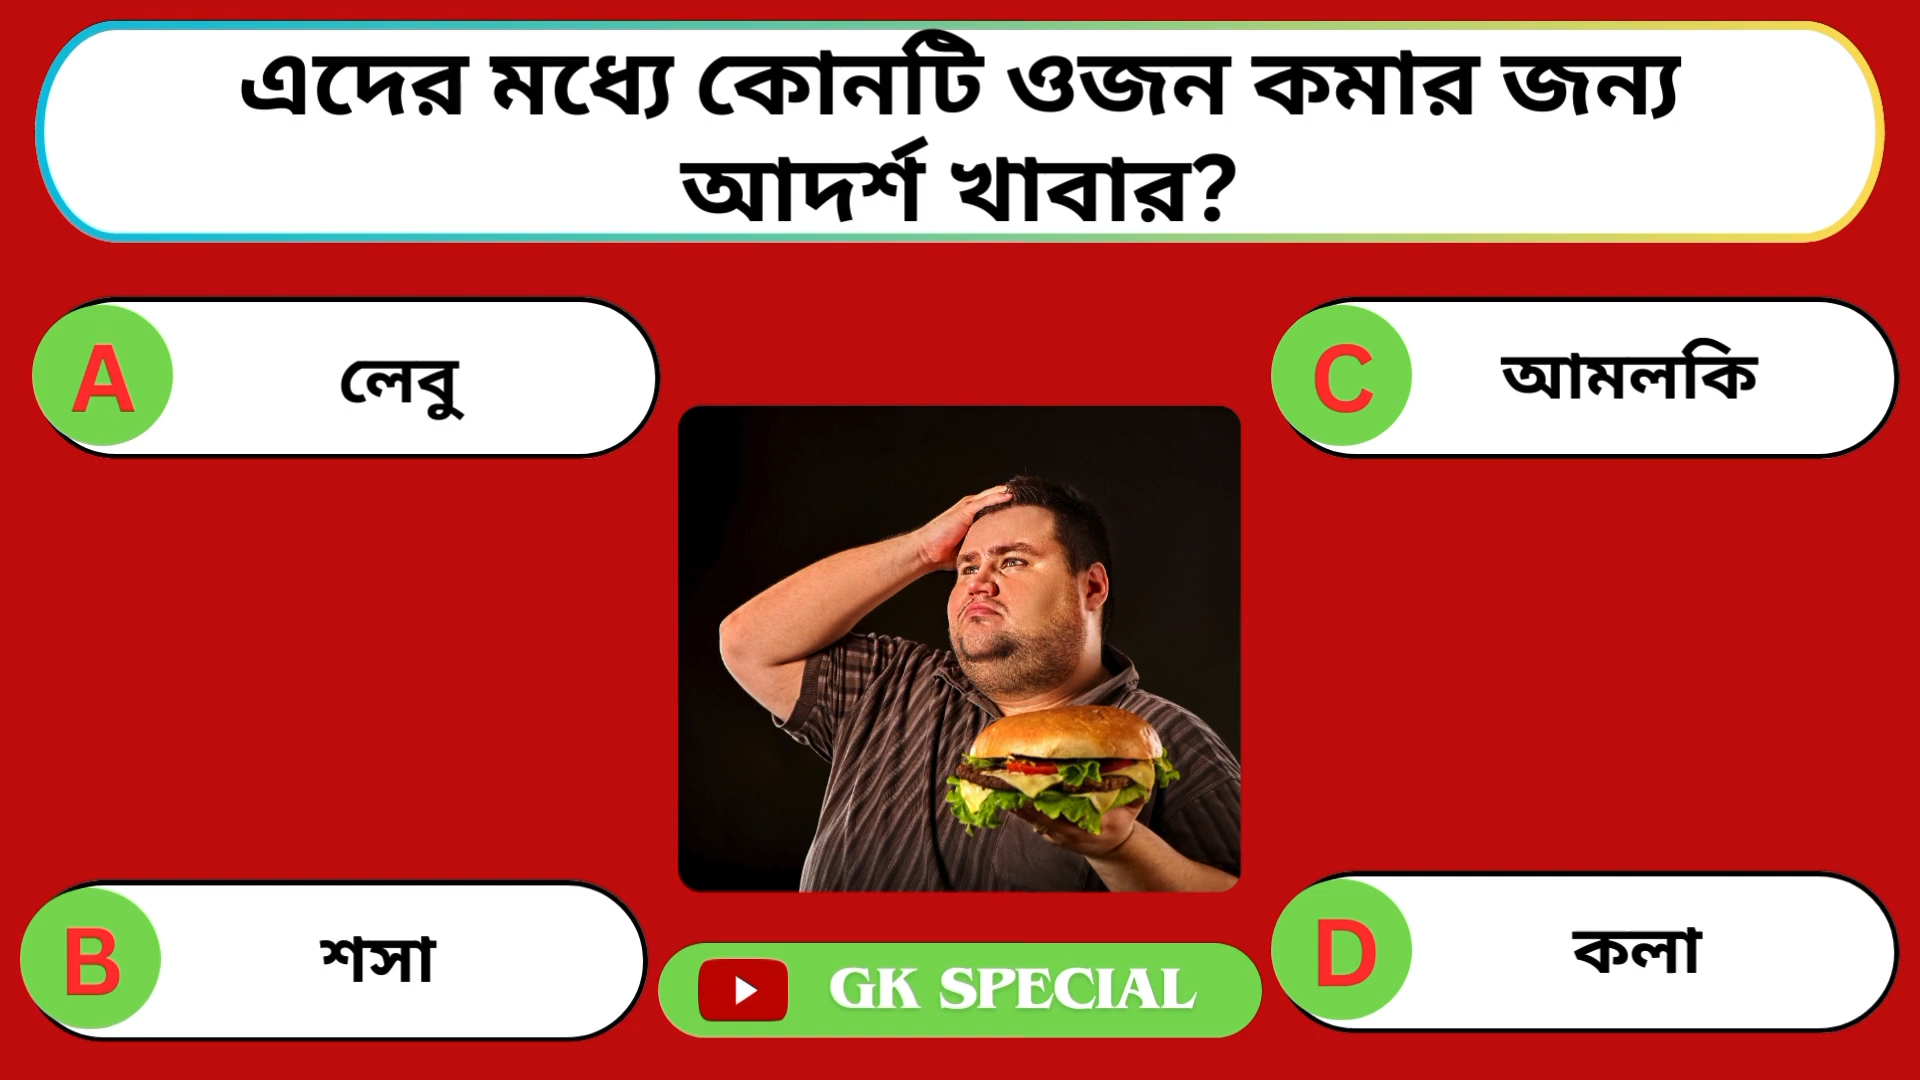 এদের মধ্যে কোনটি ওজন কমার জন্য
আদর্শ খাবার?
A লেবু
C আমলকি
B শসা
D কলা
GK SPECIAL